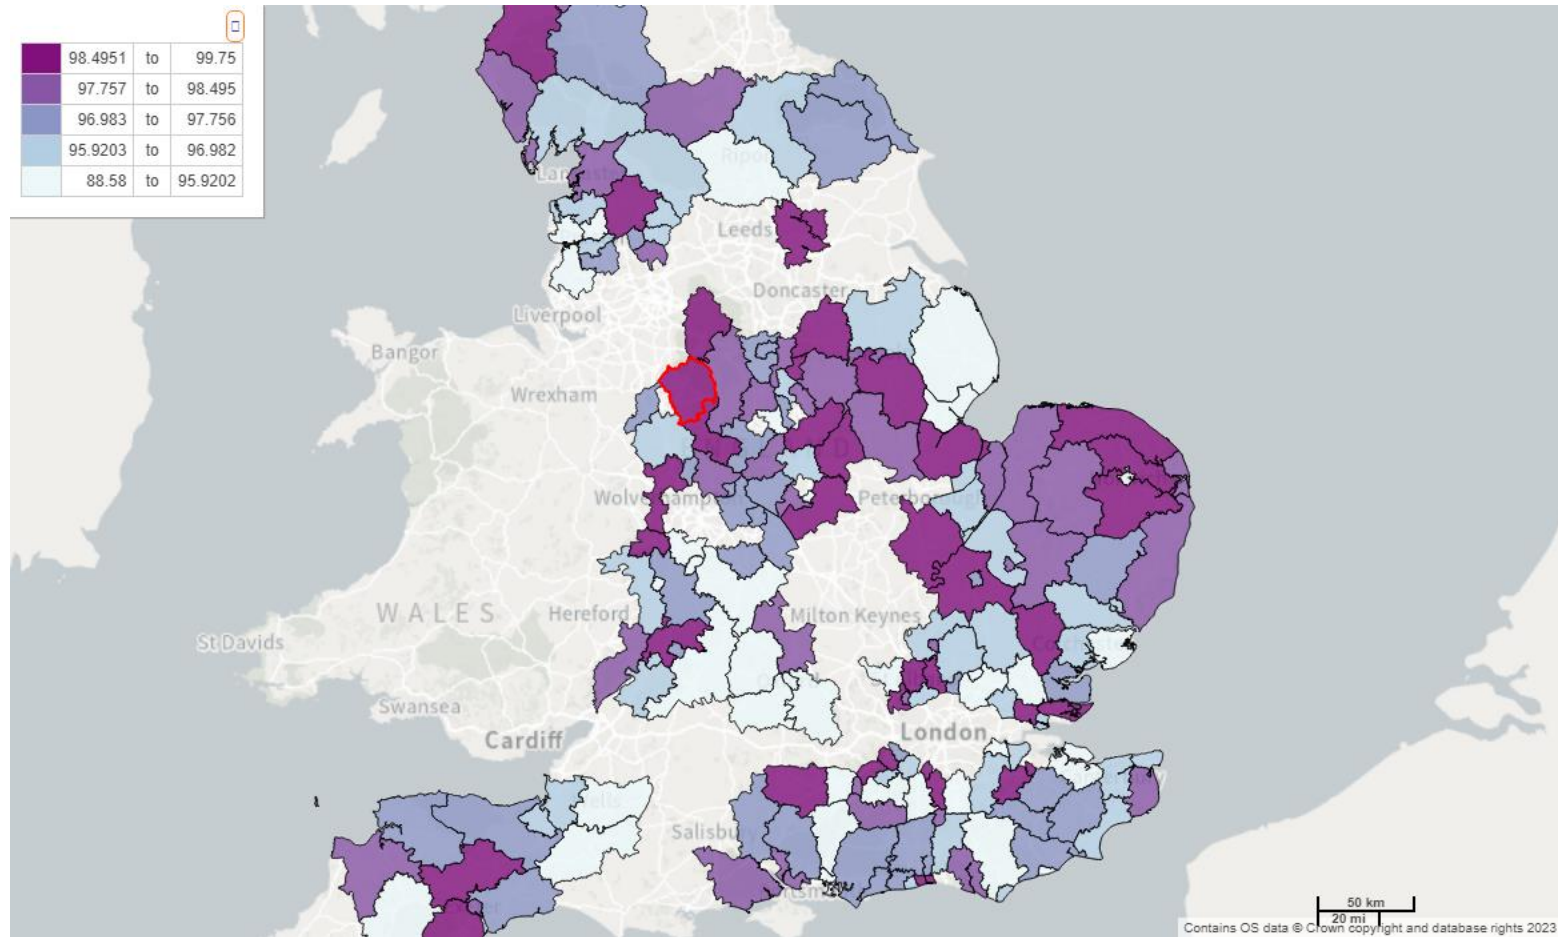 98.4951 to 99.75
97.757 to 98.495
96.983 to 97.756
95.9203 to 96.982
88.58 to 95.9202
Leeds
Doncaster
Liverpool
Bangor
Wrexham
Peterborough
WALES
Hereford
Milton Keynes
St Davids
Swansea
Cardiff
London
Salisbury
50 km
20 mi
Contains OS data © Crown copyright and database rights 2023